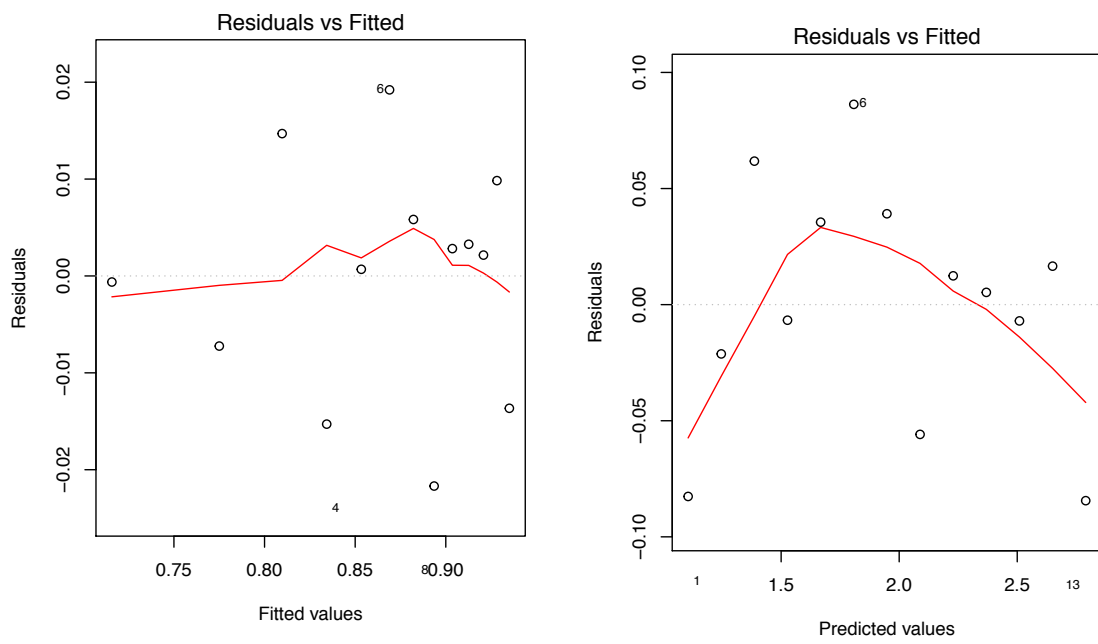 Residuals vs Fitted
Residuals
0.02
0.01
0.00
−0.01
−0.02
6
4
8
0.75 0.80 0.85 0.90
Fitted values
Residuals vs Fitted
Residuals
0.10
0.05
0.00
−0.05
−0.10
6
1
13
1.5 2.0 2.5
Predicted values